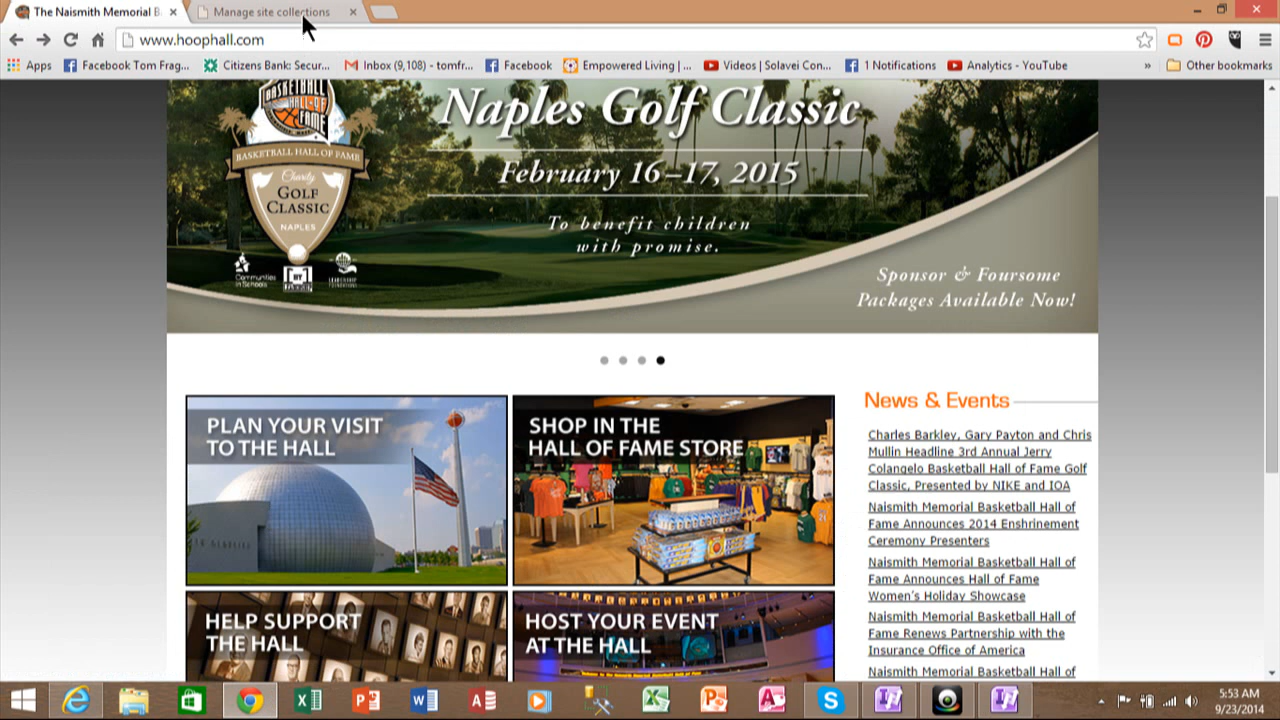 The Naismith Memorial B
Manage site collections
www.hoophall.com
Apps
Facebook Tom Frag...
Citizens Bank: Secur...
Inbox (9,108) - tomfr...
Facebook
Empowered Living |...
Videos | Solavei Con...
1 Notifications
Analytics - YouTube
»
Other bookmarks
BASKETBALL
HALL OF
FAME
BASKETBALL HALL OF FAME
Charity
GOLF
CLASSIC
NAPLES
Communities
In Schools
Naples Golf Classic
February 16–17, 2015
To benefit children
with promise.
Sponsor & Foursome
Packages Available Now!
PLAN YOUR VISIT
TO THE HALL
SHOP IN THE
HALL OF FAME STORE
HELP SUPPORT
THE HALL
HOST YOUR EVENT
AT THE HALL
News & Events
Charles Barkley, Gary Payton and Chris
Mullin Headline 3rd Annual Jerry
Colangelo Basketball Hall of Fame Golf
Classic, Presented by NIKE and IOA
Naismith Memorial Basketball Hall of
Fame Announces 2014 Enshrinement
Ceremony Presenters
Naismith Memorial Basketball Hall of
Fame Announces Hall of Fame
Women's Holiday Showcase
Naismith Memorial Basketball Hall of
Fame Renews Partnership with the
Insurance Office of America
Naismith Memorial Basketball Hall of
5:53 AM
9/23/2014